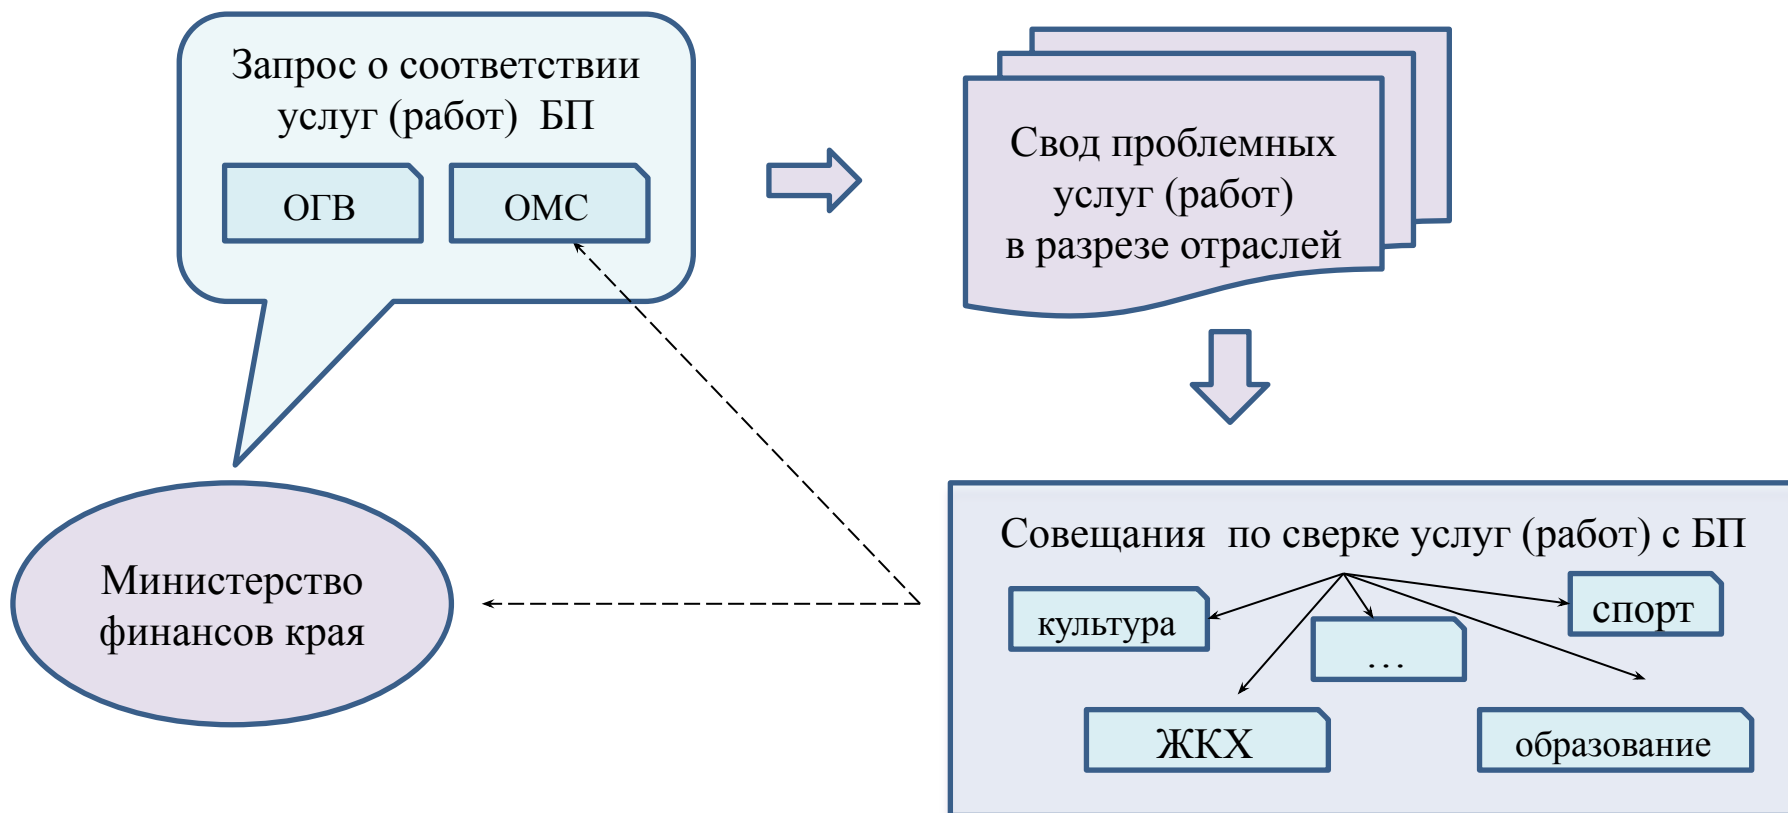 Запрос о соответствии
услуг (работ) БП
ОГВ
ОМС
Свод проблемных
услуг (работ)
в разрезе отраслей
Министерство
финансов края
Совещания по сверке услуг (работ) с БП
культура
...
спорт
ЖКХ
образование